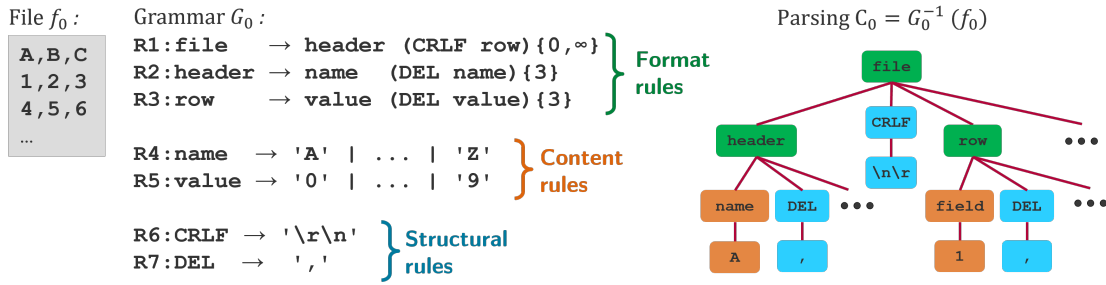 File f₀ :
A,B,C
1,2,3
4,5,6
…
Grammar G₀ :
R1:file → header (CRLF row){0,∞}
R2:header → name (DEL name){3}
R3:row → value (DEL value){3}
Format
rules
R4:name → 'A' | ... | 'Z'
R5:value → '0' | ... | '9'
Content
rules
R6:CRLF → '\r\n'
R7:DEL → ','
Structural
rules
Parsing C₀ = G₀⁻¹ (f₀)
file
header CRLF row •••
\n\r
name DEL ••• field DEL •••
A , 1 ,